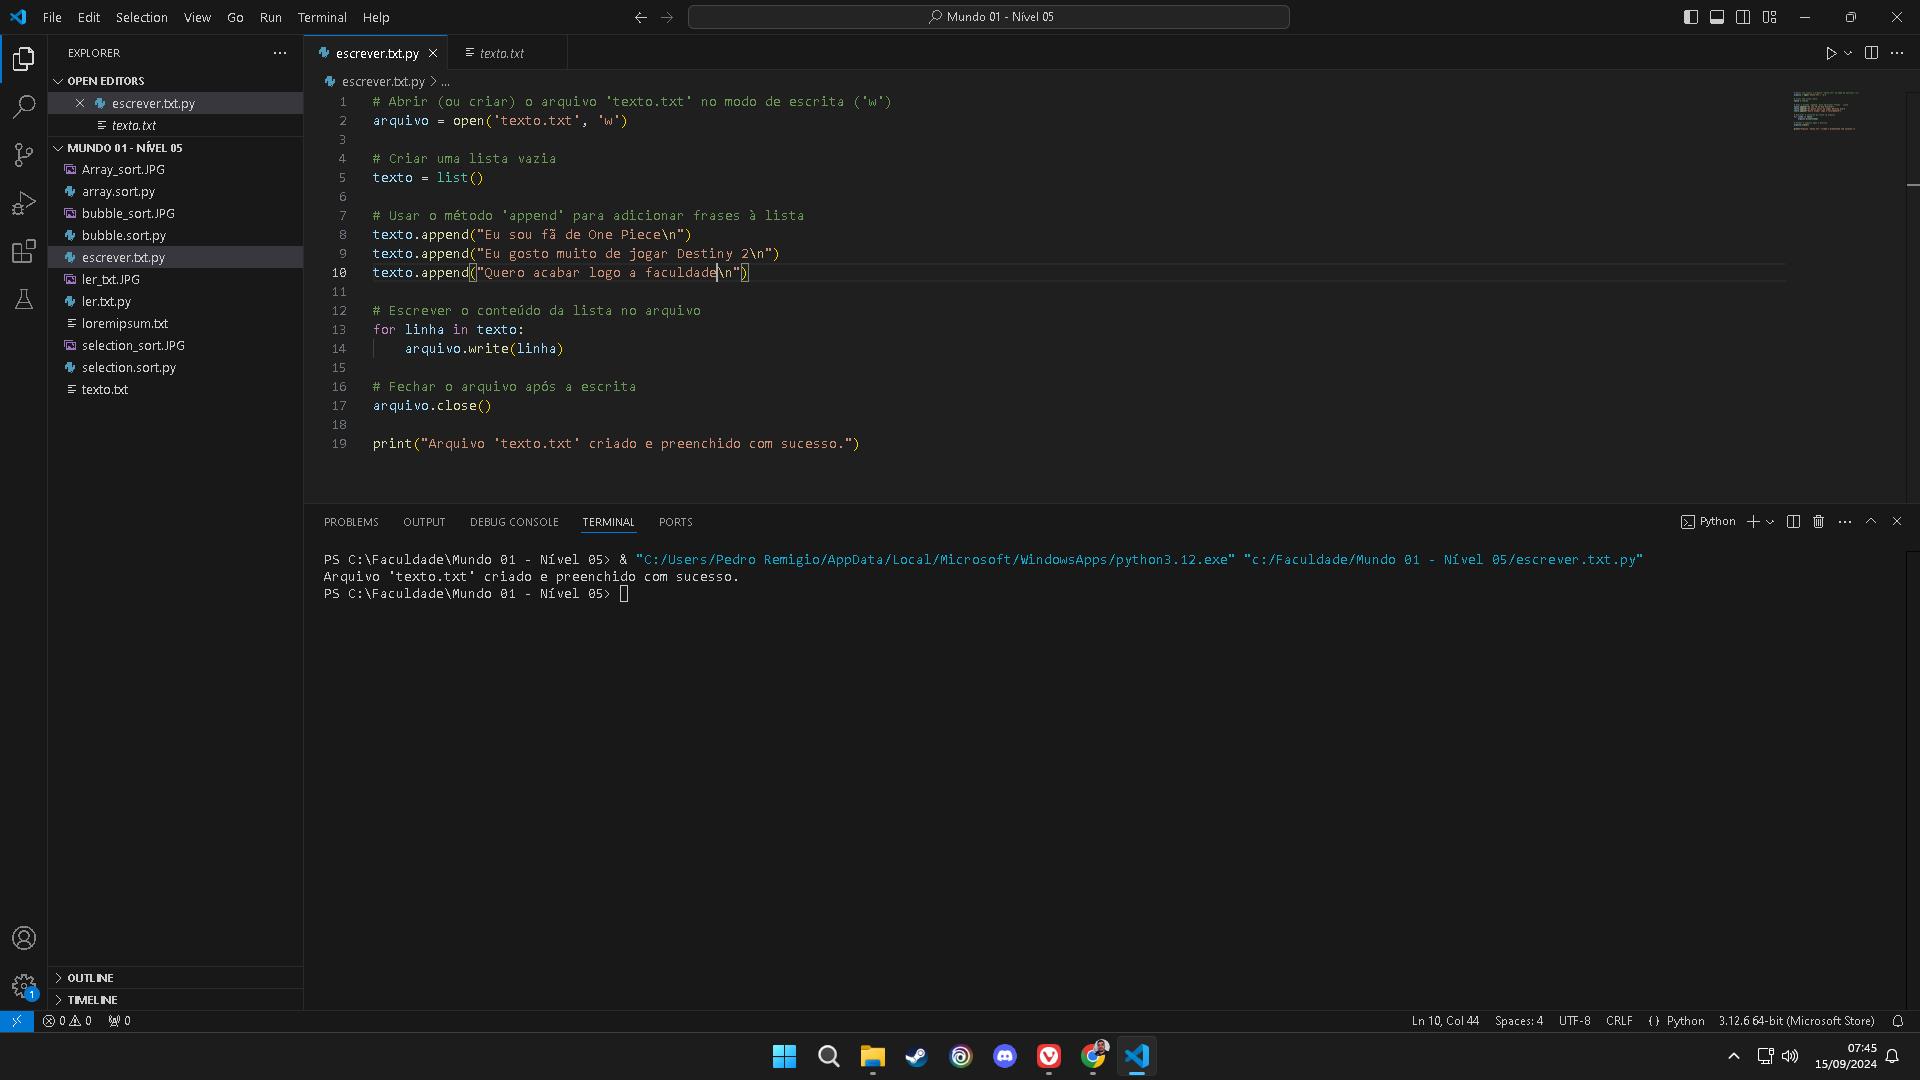 File Edit Selection View Go Run Terminal Help
Mundo 01 - Nível 05
EXPLORER
OPEN EDITORS
escrever.txt.py
texto.txt
MUNDO 01 - NÍVEL 05
Array_sort.JPG
array.sort.py
bubble_sort.JPG
bubble.sort.py
escrever.txt.py
ler_txt.JPG
ler.txt.py
loremipsum.txt
selection_sort.JPG
selection.sort.py
texto.txt
OUTLINE
TIMELINE
escrever.txt.py texto.txt
escrever.txt.py > ...
1 # Abrir (ou criar) o arquivo 'texto.txt' no modo de escrita ('w')
2 arquivo = open('texto.txt', 'w')
3
4 # Criar uma lista vazia
5 texto = list()
6
7 # Usar o método 'append' para adicionar frases à lista
8 texto.append("Eu sou fã de One Piece\n")
9 texto.append("Eu gosto muito de jogar Destiny 2\n")
10 texto.append("Quero acabar logo a faculdade\n")
11
12 # Escrever o conteúdo da lista no arquivo
13 for linha in texto:
14     arquivo.write(linha)
15
16 # Fechar o arquivo após a escrita
17 arquivo.close()
18
19 print("Arquivo 'texto.txt' criado e preenchido com sucesso.")
PROBLEMS OUTPUT DEBUG CONSOLE TERMINAL PORTS
Python
PS C:\Faculdade\Mundo 01 - Nível 05> & "C:/Users/Pedro Remigio/AppData/Local/Microsoft/WindowsApps/python3.12.exe" "c:/Faculdade/Mundo 01 - Nível 05/escrever.txt.py"
Arquivo 'texto.txt' criado e preenchido com sucesso.
PS C:\Faculdade\Mundo 01 - Nível 05>
1
0 0 0
Ln 10, Col 44 Spaces: 4 UTF-8 CRLF {} Python 3.12.6 64-bit (Microsoft Store)
07:45
15/09/2024